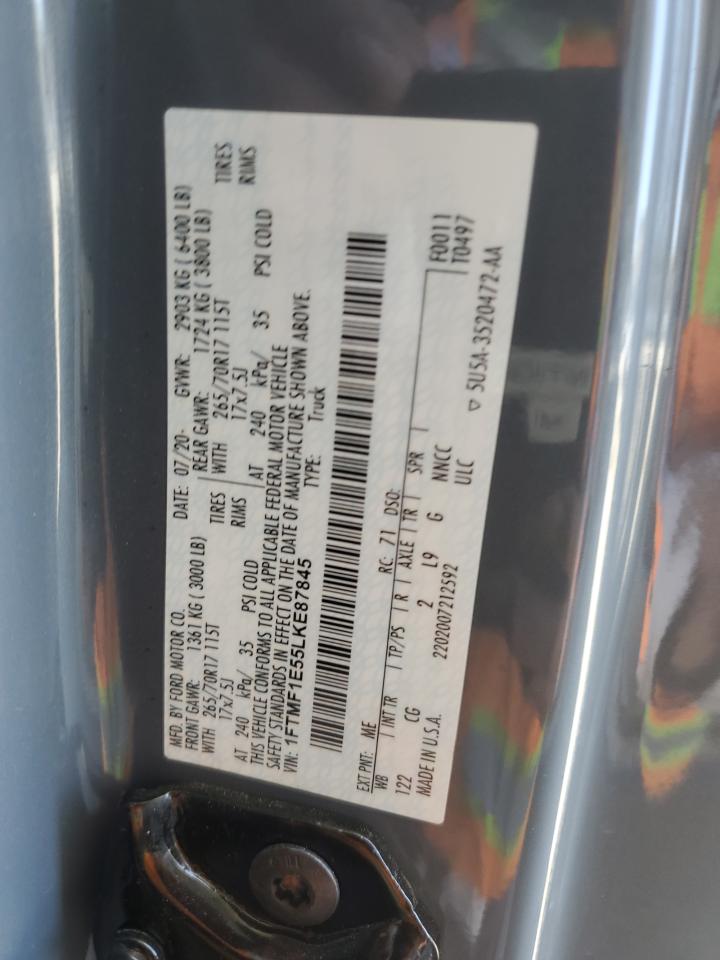 MFD. BY FORD MOTOR CO.
DATE: 07/20- GVWR: 2903 KG ( 6400 LB)
FRONT GAWR: 1361 KG ( 3000 LB) REAR GAWR: 1724 KG ( 3800 LB)
WITH 265/70R17 115T TIRES WITH 265/70R17 115T TIRES
17x7.5J RIMS 17x7.5J RIMS
AT 240 kPa/ 35 PSI COLD AT 240 kPa/ 35 PSI COLD
THIS VEHICLE CONFORMS TO ALL APPLICABLE FEDERAL MOTOR VEHICLE
SAFETY STANDARDS IN EFFECT ON THE DATE OF MANUFACTURE SHOWN ABOVE.
VIN: 1FTMF1E55LKE87845
TYPE: Truck
F0011
T0497
EXT PNT: ME RC: 71 DSO:
WB INT TR TP/PS R AXLE TR SPR
122 CG 2 L9 G NNCC
MADE IN U.S.A. 2202007212592 ULC
▽ 5U5A-3520472-AA